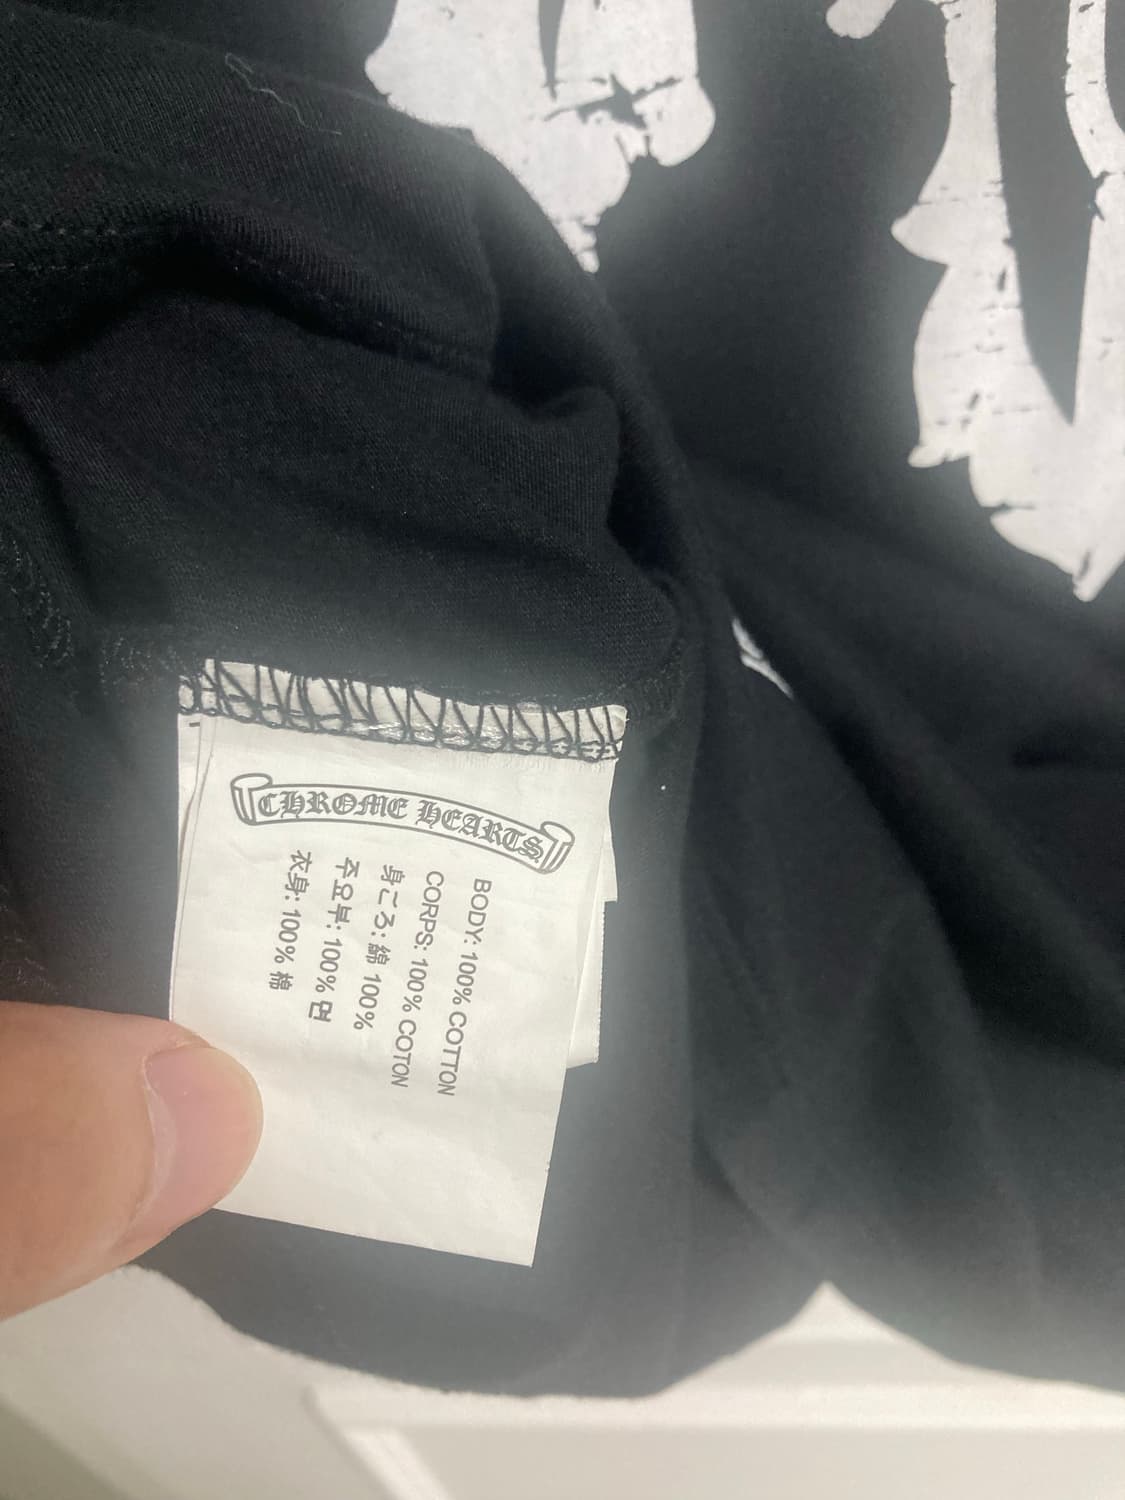 CHROME HEARTS
BODY: 100% COTTON
CORPS: 100% COTON
身ごろ: 綿 100%
주요부: 100% 면
衣身: 100% 棉